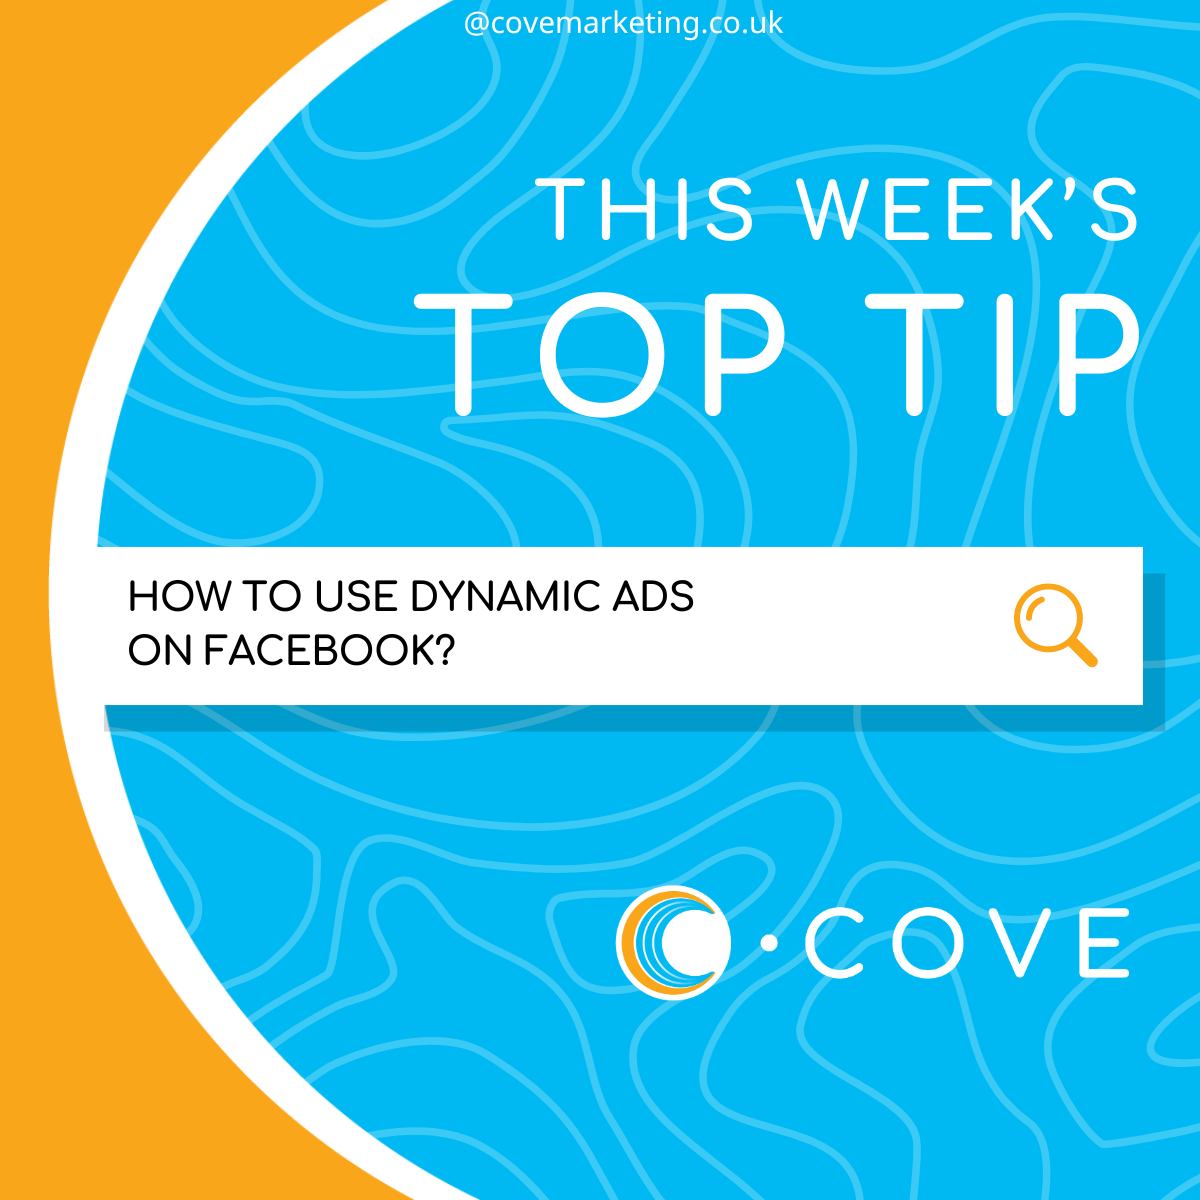 @covemarketing.co.uk
THIS WEEK’S
TOP TIP
HOW TO USE DYNAMIC ADS
ON FACEBOOK?
COVE